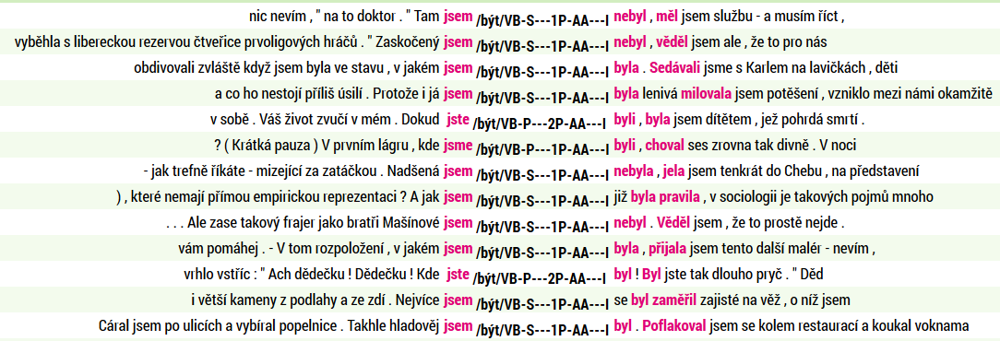 nic nevím , " na to doktor . " Tam jsem /být/VB-S---1P-AA---I nebyl , měl jsem službu - a musím říct ,
vyběhla s libereckou rezervou čtveřice prvoligových hráčů . " Zaskočený jsem /být/VB-S---1P-AA---I nebyl , věděl jsem ale , že to pro nás
obdivovali zvláště když jsem byla ve stavu , v jakém jsem /být/VB-S---1P-AA---I byla . Sedávali jsme s Karlem na lavičkách , děti
a co ho nestojí příliš úsilí . Protože i já jsem /být/VB-S---1P-AA---I byla lenivá milovala jsem potěšení , vzniklo mezi námi okamžitě
v sobě . Váš život zvučí v mém . Dokud jste /být/VB-P---2P-AA---I byli , byla jsem dítětem , jež pohrdá smrtí .
? ( Krátká pauza ) V prvním lágru , kde jsme /být/VB-S---1P-AA---I byli , choval ses zrovna tak divně . V noci
- jak trefně říkáte - mizející za zatáčkou . Nadšená jsem /být/VB-S---1P-AA---I nebyla , jela jsem tenkrát do Chebu , na představení
) , které nemají přímou empirickou reprezentaci ? A jak jsem /být/VB-S---1P-AA---I již byla pravila , v sociologii je takových pojmů mnoho
. . . Ale zase takový frajer jako bratři Mašínové jsem /být/VB-S---1P-AA---I nebyl . Věděl jsem , že to prostě nejde .
vám pomáhej . - V tom rozpoložení , v jakém jsem /být/VB-S---1P-AA---I byla , přijala jsem tento další malér - nevím ,
vrhlo vstříc : " Ach dědečku ! Dědečku ! Kde jste /být/VB-P---2P-AA---I byl ! Byl jste tak dlouho pryč . " Děd
i větší kameny z podlahy a ze zdí . Nejvíce jsem /být/VB-S---1P-AA---I se byl zaměřil zajisté na věž , o níž jsem
Cáral jsem po ulicích a vybíral popelnice . Takhle hladověj jsem /být/VB-S---1P-AA---I byl . Poflakoval jsem se kolem restaurací a koukal voknama